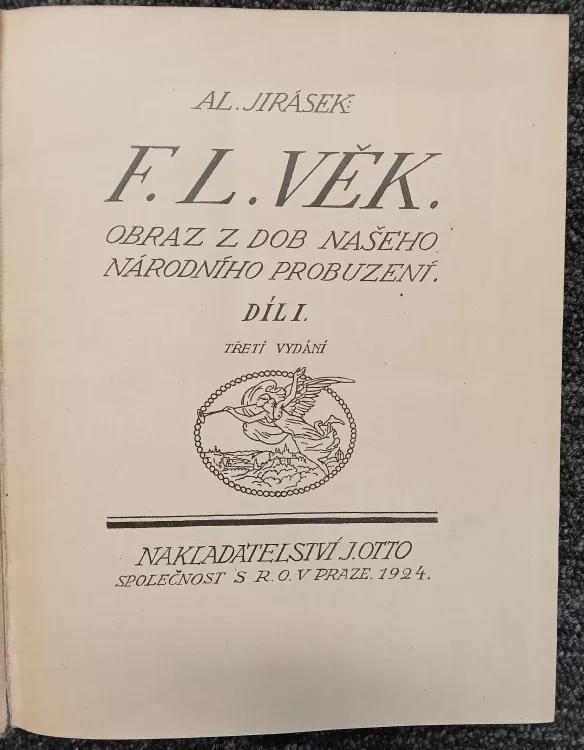 AL. JIRÁSEK:
F. L. VĚK.
OBRAZ Z DOB NAŠEHO
NÁRODNÍHO PROBUZENÍ.
DÍL I.
TŘETÍ VYDÁNÍ
NAKLADATELSTVÍ J. OTTO
SPOLEČNOST S R. O. V PRAZE. 1924.